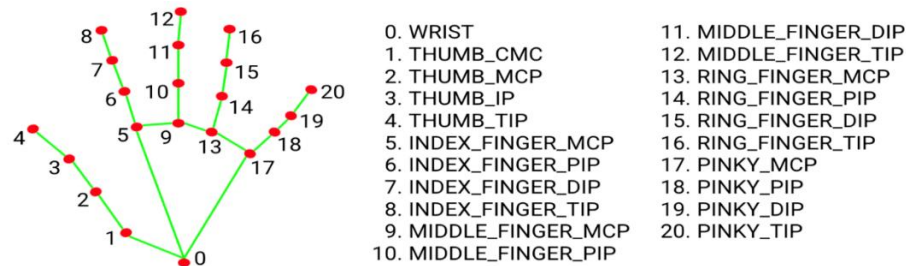 12
8
16
11
7
15
20
6
10
14
4
19
5
9
13
18
3
17
2
1
0
0. WRIST
1. THUMB_CMC
2. THUMB_MCP
3. THUMB_IP
4. THUMB_TIP
5. INDEX_FINGER_MCP
6. INDEX_FINGER_PIP
7. INDEX_FINGER_DIP
8. INDEX_FINGER_TIP
9. MIDDLE_FINGER_MCP
10. MIDDLE_FINGER_PIP
11. MIDDLE_FINGER_DIP
12. MIDDLE_FINGER_TIP
13. RING_FINGER_MCP
14. RING_FINGER_PIP
15. RING_FINGER_DIP
16. RING_FINGER_TIP
17. PINKY_MCP
18. PINKY_PIP
19. PINKY_DIP
20. PINKY_TIP